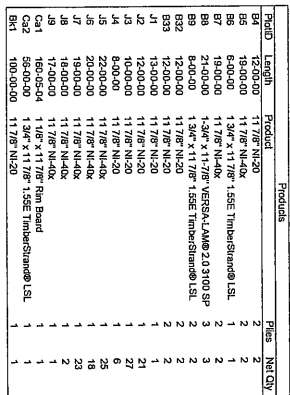 Products
PlotID Length Product Plies Net Qty
B4 12-00-00 11 7/8" NI-20 2 2
B5 19-00-00 11 7/8" NI-40x 2 2
B6 6-00-00 1 3/4" x 11 7/8" 1.55E TimberStrand® LSL 1 1
B7 19-00-00 11 7/8" NI-40x 2 2
B8 21-00-00 1-3/4" x 11-7/8" VERSA-LAM® 2.0 3100 SP 3 3
B9 8-00-00 1 3/4" x 11 7/8" 1.55E TimberStrand® LSL 2 2
B32 12-00-00 11 7/8" NI-20 2 2
B33 12-00-00 11 7/8" NI-20 2 2
J1 13-00-00 11 7/8" NI-20 1 1
J2 12-00-00 11 7/8" NI-20 1 21
J3 10-00-00 11 7/8" NI-20 1 27
J4 8-00-00 11 7/8" NI-20 1 6
J5 22-00-00 11 7/8" NI-40x 1 25
J6 20-00-00 11 7/8" NI-40x 1 18
J7 19-00-00 11 7/8" NI-40x 1 23
J8 18-00-00 11 7/8" NI-40x 1 2
J9 17-00-00 11 7/8" NI-40x 1 1
Ca1 160-05-04 1 1/8" x 11 7/8" Rim Board 1 1
Ca2 56-00-00 1 3/4" x 11 7/8" 1.55E TimberStrand® LSL 1 1
Bk1 100-00-00 11 7/8" NI-20 1 1